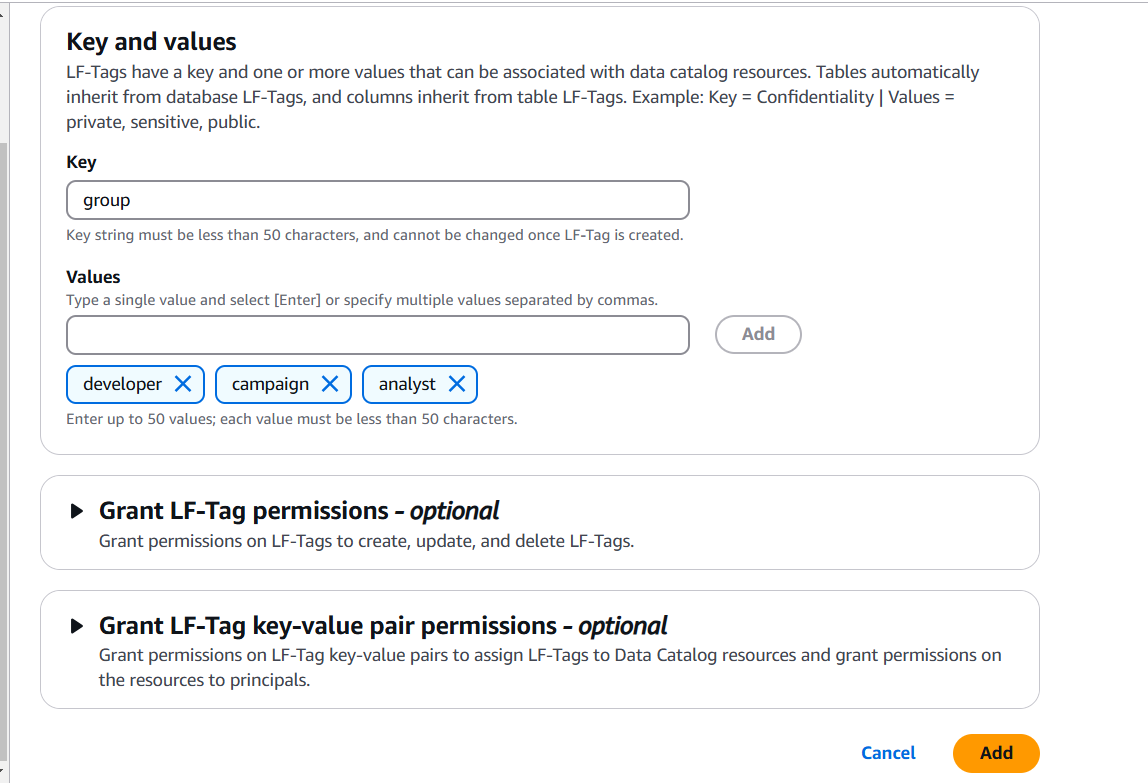 Key and values
LF-Tags have a key and one or more values that can be associated with data catalog resources. Tables automatically
inherit from database LF-Tags, and columns inherit from table LF-Tags. Example: Key = Confidentiality | Values =
private, sensitive, public.
Key
group
Key string must be less than 50 characters, and cannot be changed once LF-Tag is created.
Values
Type a single value and select [Enter] or specify multiple values separated by commas.
Add
developer campaign analyst
Enter up to 50 values; each value must be less than 50 characters.
Grant LF-Tag permissions - optional
Grant permissions on LF-Tags to create, update, and delete LF-Tags.
Grant LF-Tag key-value pair permissions - optional
Grant permissions on LF-Tag key-value pairs to assign LF-Tags to Data Catalog resources and grant permissions on
the resources to principals.
Cancel Add